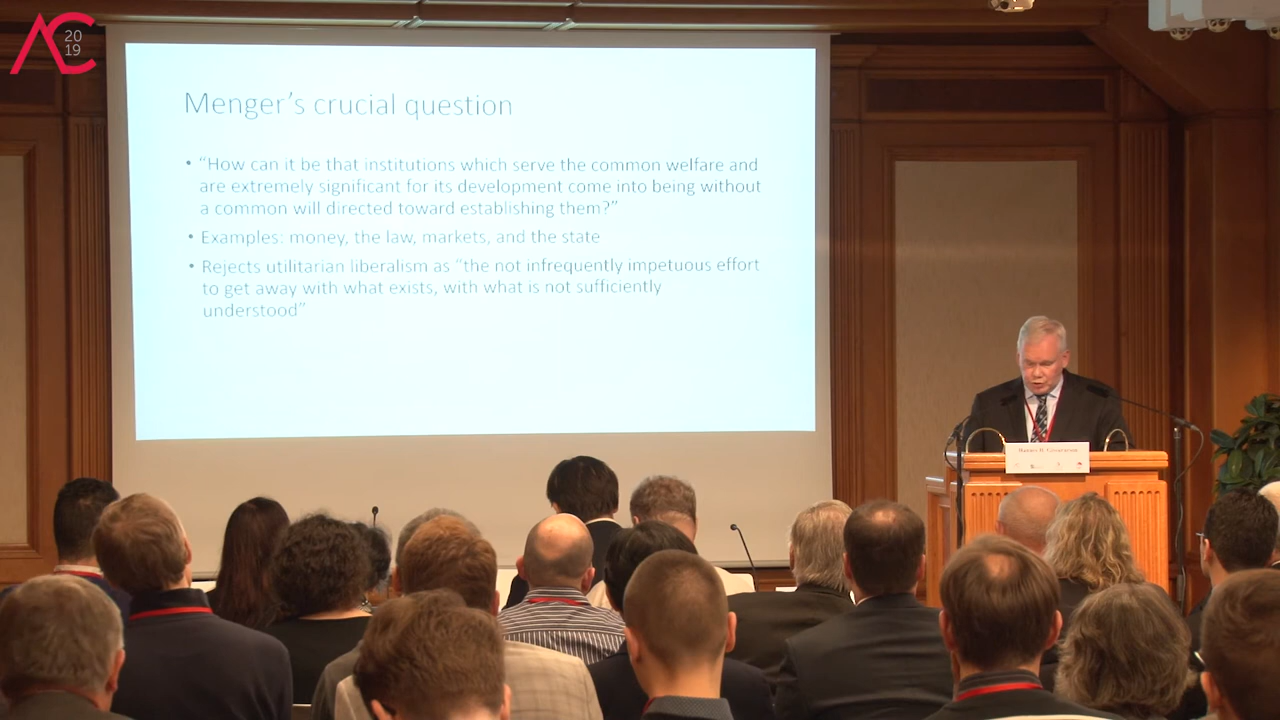 AC
20
19
Menger's crucial question
• "How can it be that institutions which serve the common welfare and
are extremely significant for its development come into being without
a common will directed toward establishing them?"
• Examples: money, the law, markets, and the state
• Rejects utilitarian liberalism as "the not infrequently impetuous effort
to get away with what exists, with what is not sufficiently
understood"